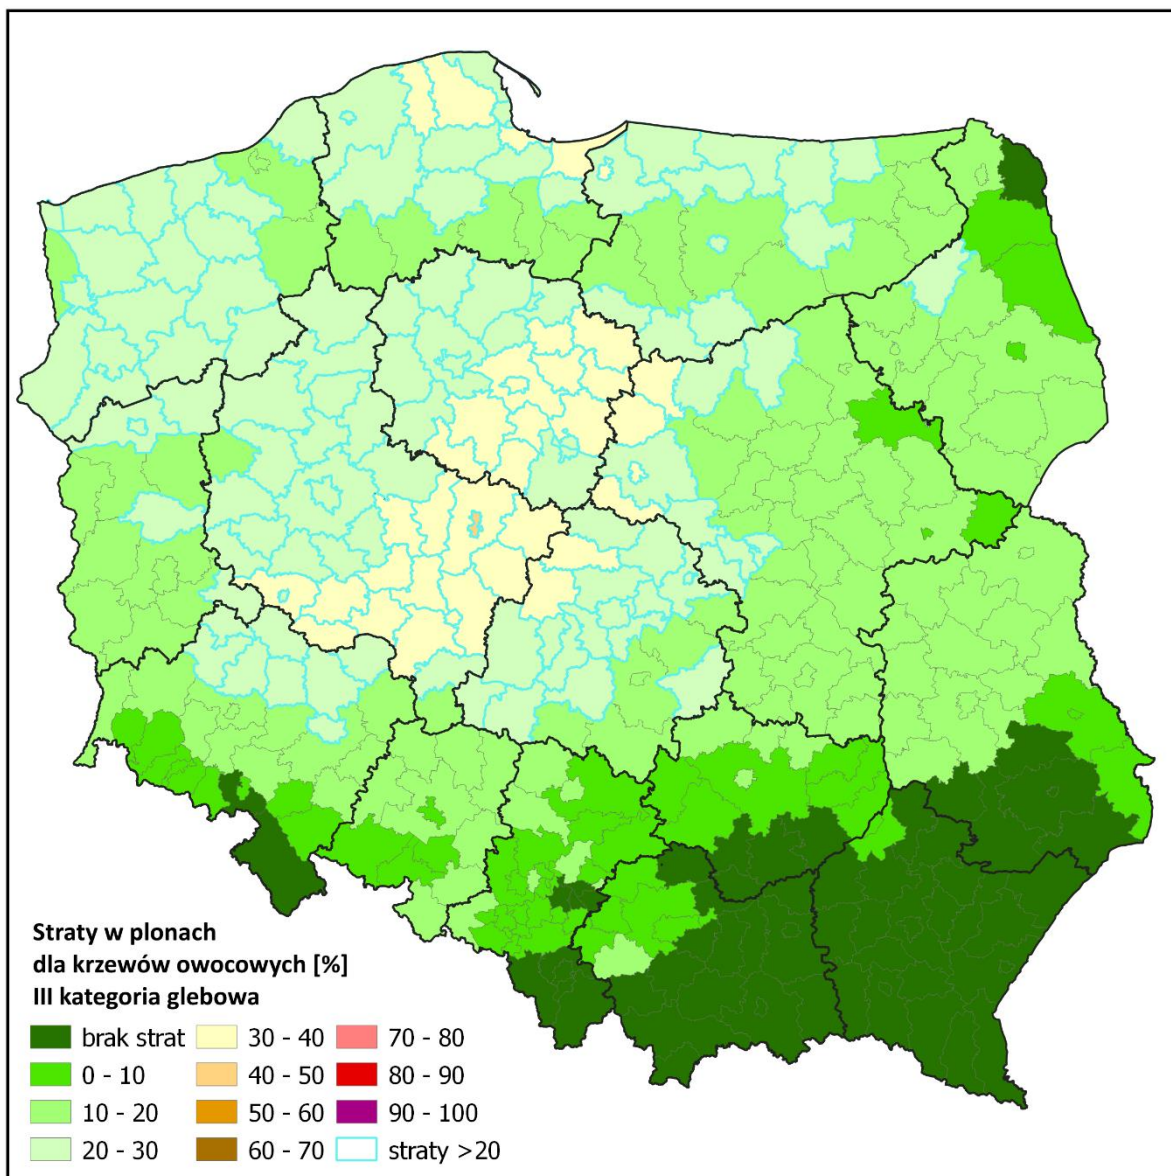 Straty w plonach
dla krzewów owocowych [%]
III kategoria glebowa
brak strat
0 - 10
10 - 20
20 - 30
30 - 40
40 - 50
50 - 60
60 - 70
70 - 80
80 - 90
90 - 100
straty >20